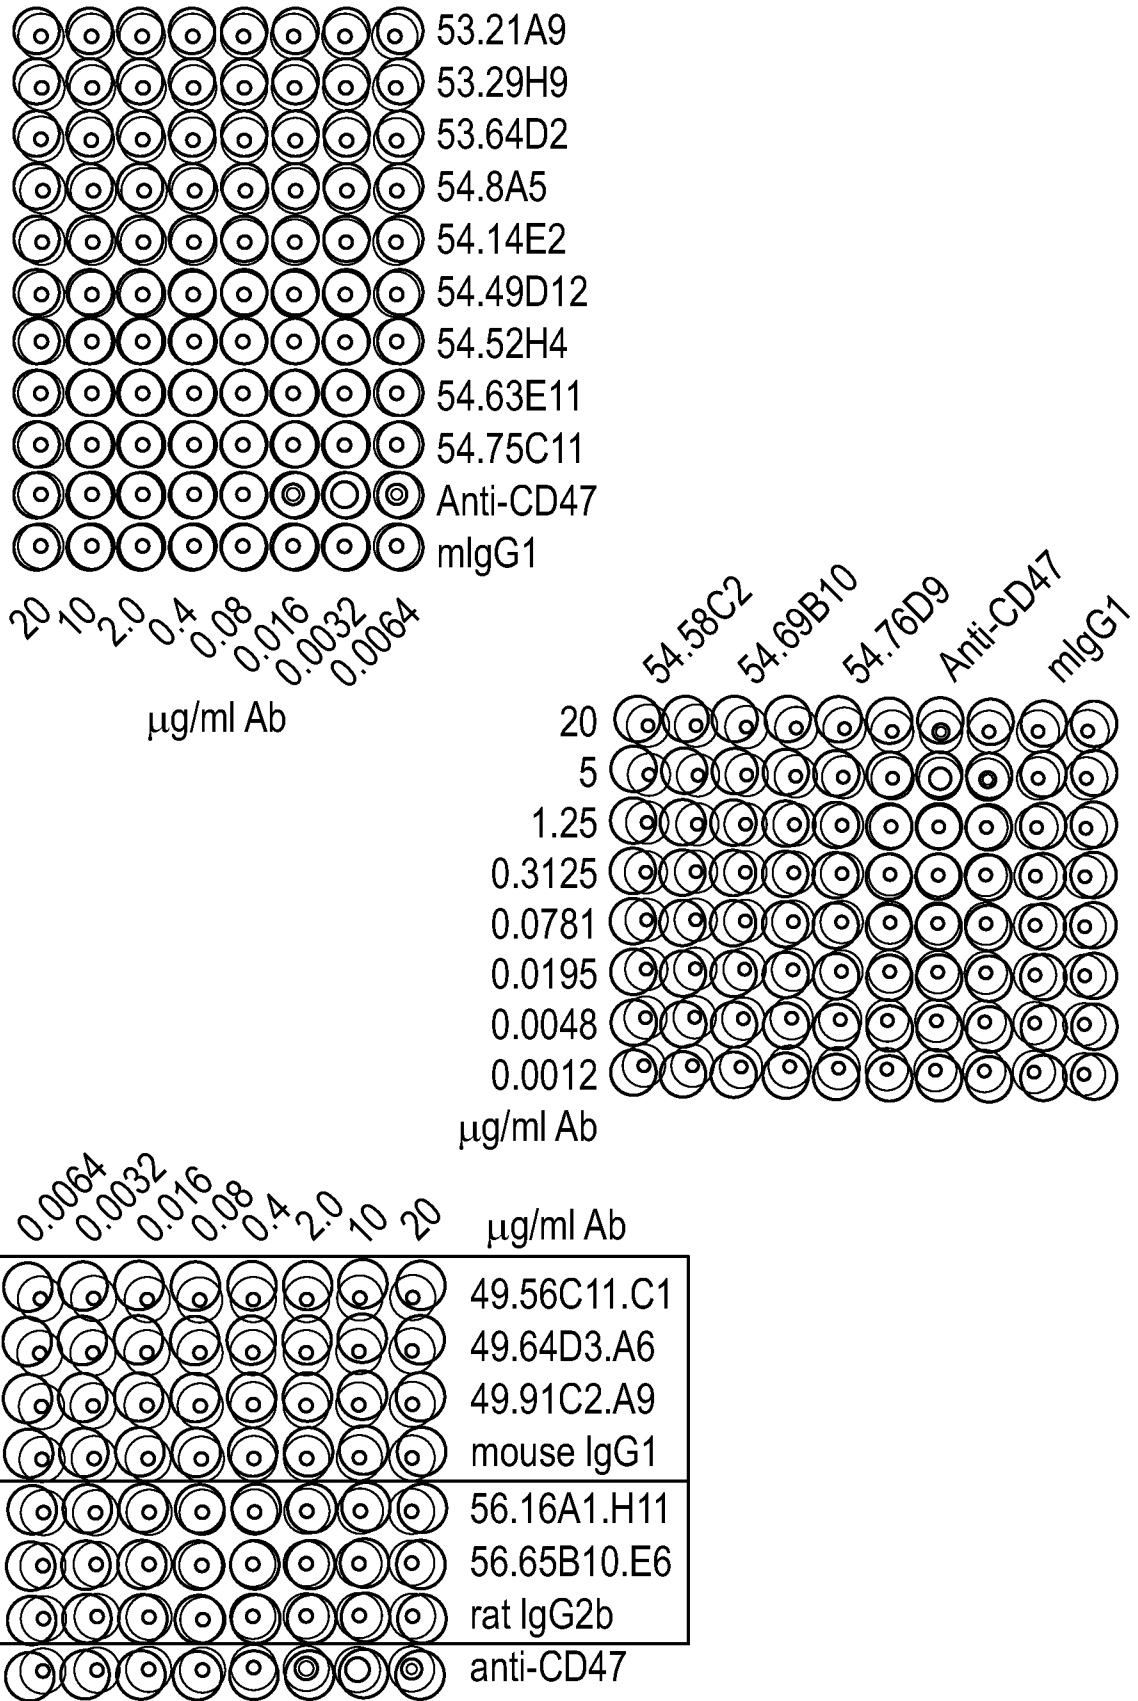 53.21A9
53.29H9
53.64D2
54.8A5
54.14E2
54.49D12
54.52H4
54.63E11
54.75C11
Anti-CD47
mIgG1
20 10 2.0 0.4 0.08 0.016 0.0032 0.0064
μg/ml Ab
54.58C2 54.69B10 54.76D9 Anti-CD47 mIgG1
20
5
1.25
0.3125
0.0781
0.0195
0.0048
0.0012
μg/ml Ab
0.0064 0.0032 0.016 0.08 0.4 2.0 10 20 μg/ml Ab
49.56C11.C1
49.64D3.A6
49.91C2.A9
mouse IgG1
56.16A1.H11
56.65B10.E6
rat IgG2b
anti-CD47